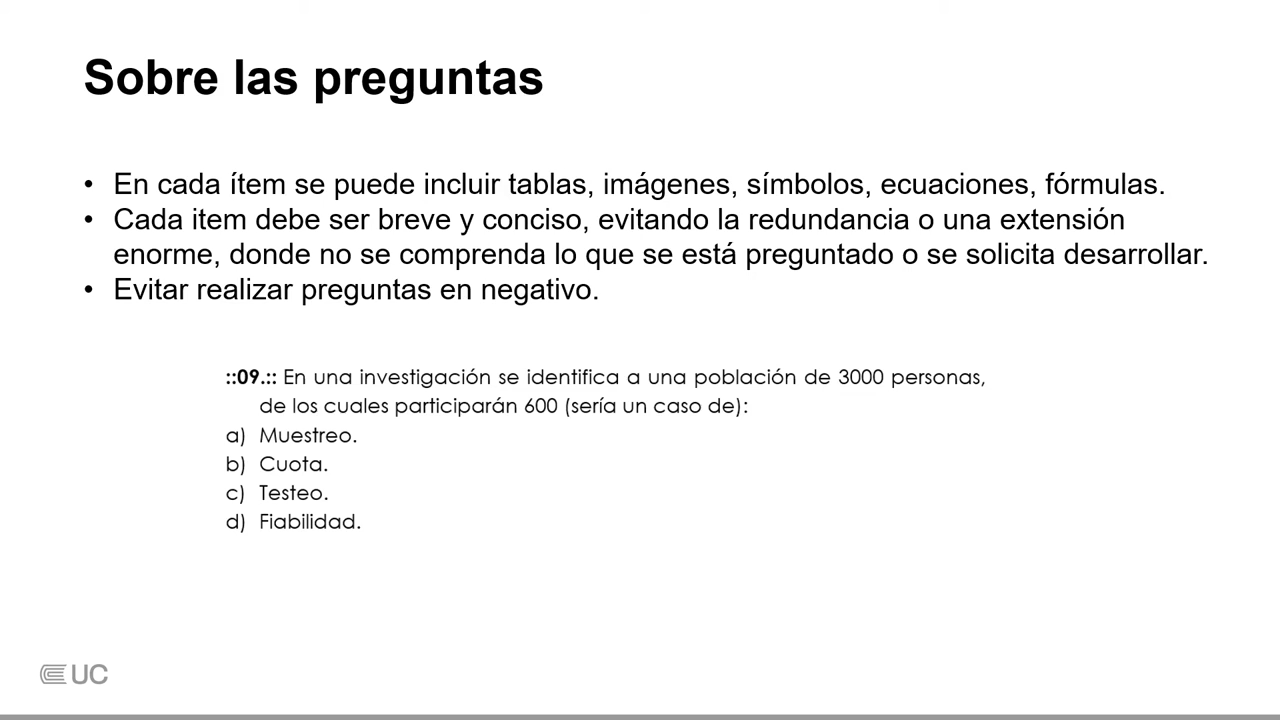 Sobre las preguntas
• En cada ítem se puede incluir tablas, imágenes, símbolos, ecuaciones, fórmulas.
• Cada item debe ser breve y conciso, evitando la redundancia o una extensión
enorme, donde no se comprenda lo que se está preguntado o se solicita desarrollar.
• Evitar realizar preguntas en negativo.
::09.:: En una investigación se identifica a una población de 3000 personas,
de los cuales participarán 600 (sería un caso de):
a) Muestreo.
b) Cuota.
c) Testeo.
d) Fiabilidad.
UC